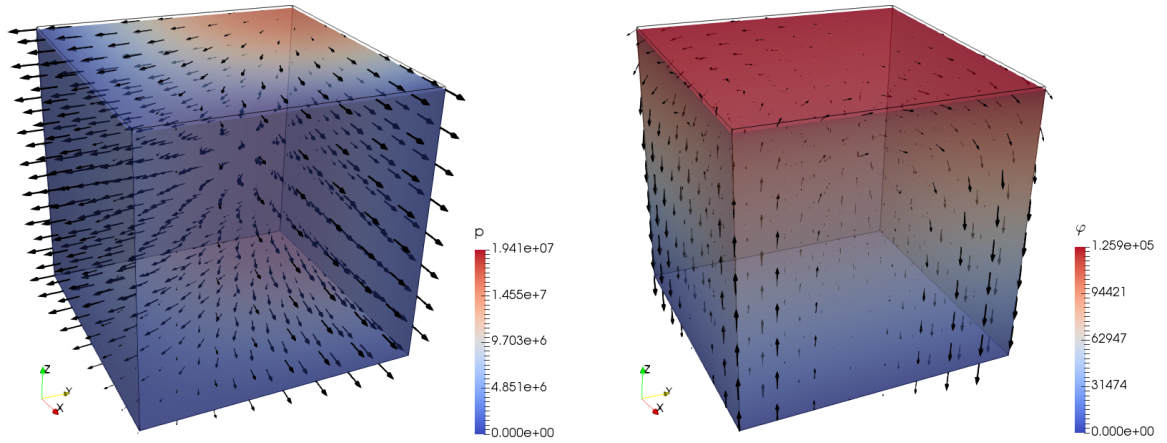 p
1.941e+07
1.455e+7
9.703e+6
4.851e+6
0.000e+00
Z
Y
X
φ
1.259e+05
94421
62947
31474
0.000e+00
Z
Y
X